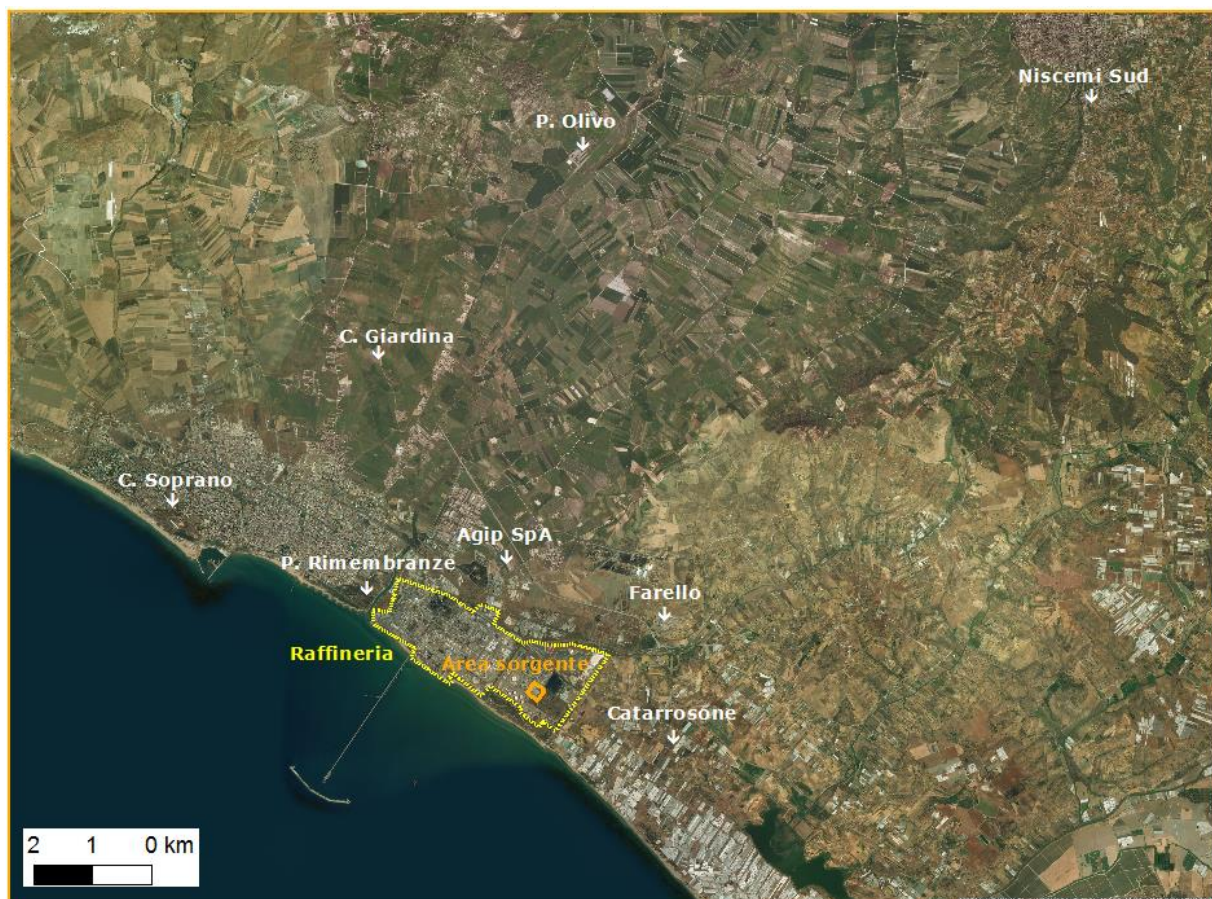 Niscemi Sud
P. Olivo
C. Giardina
C. Soprano
Agip SpA
P. Rimembranze
Farello
Raffineria
Area sorgente
Catarrosone
2 1 0 km